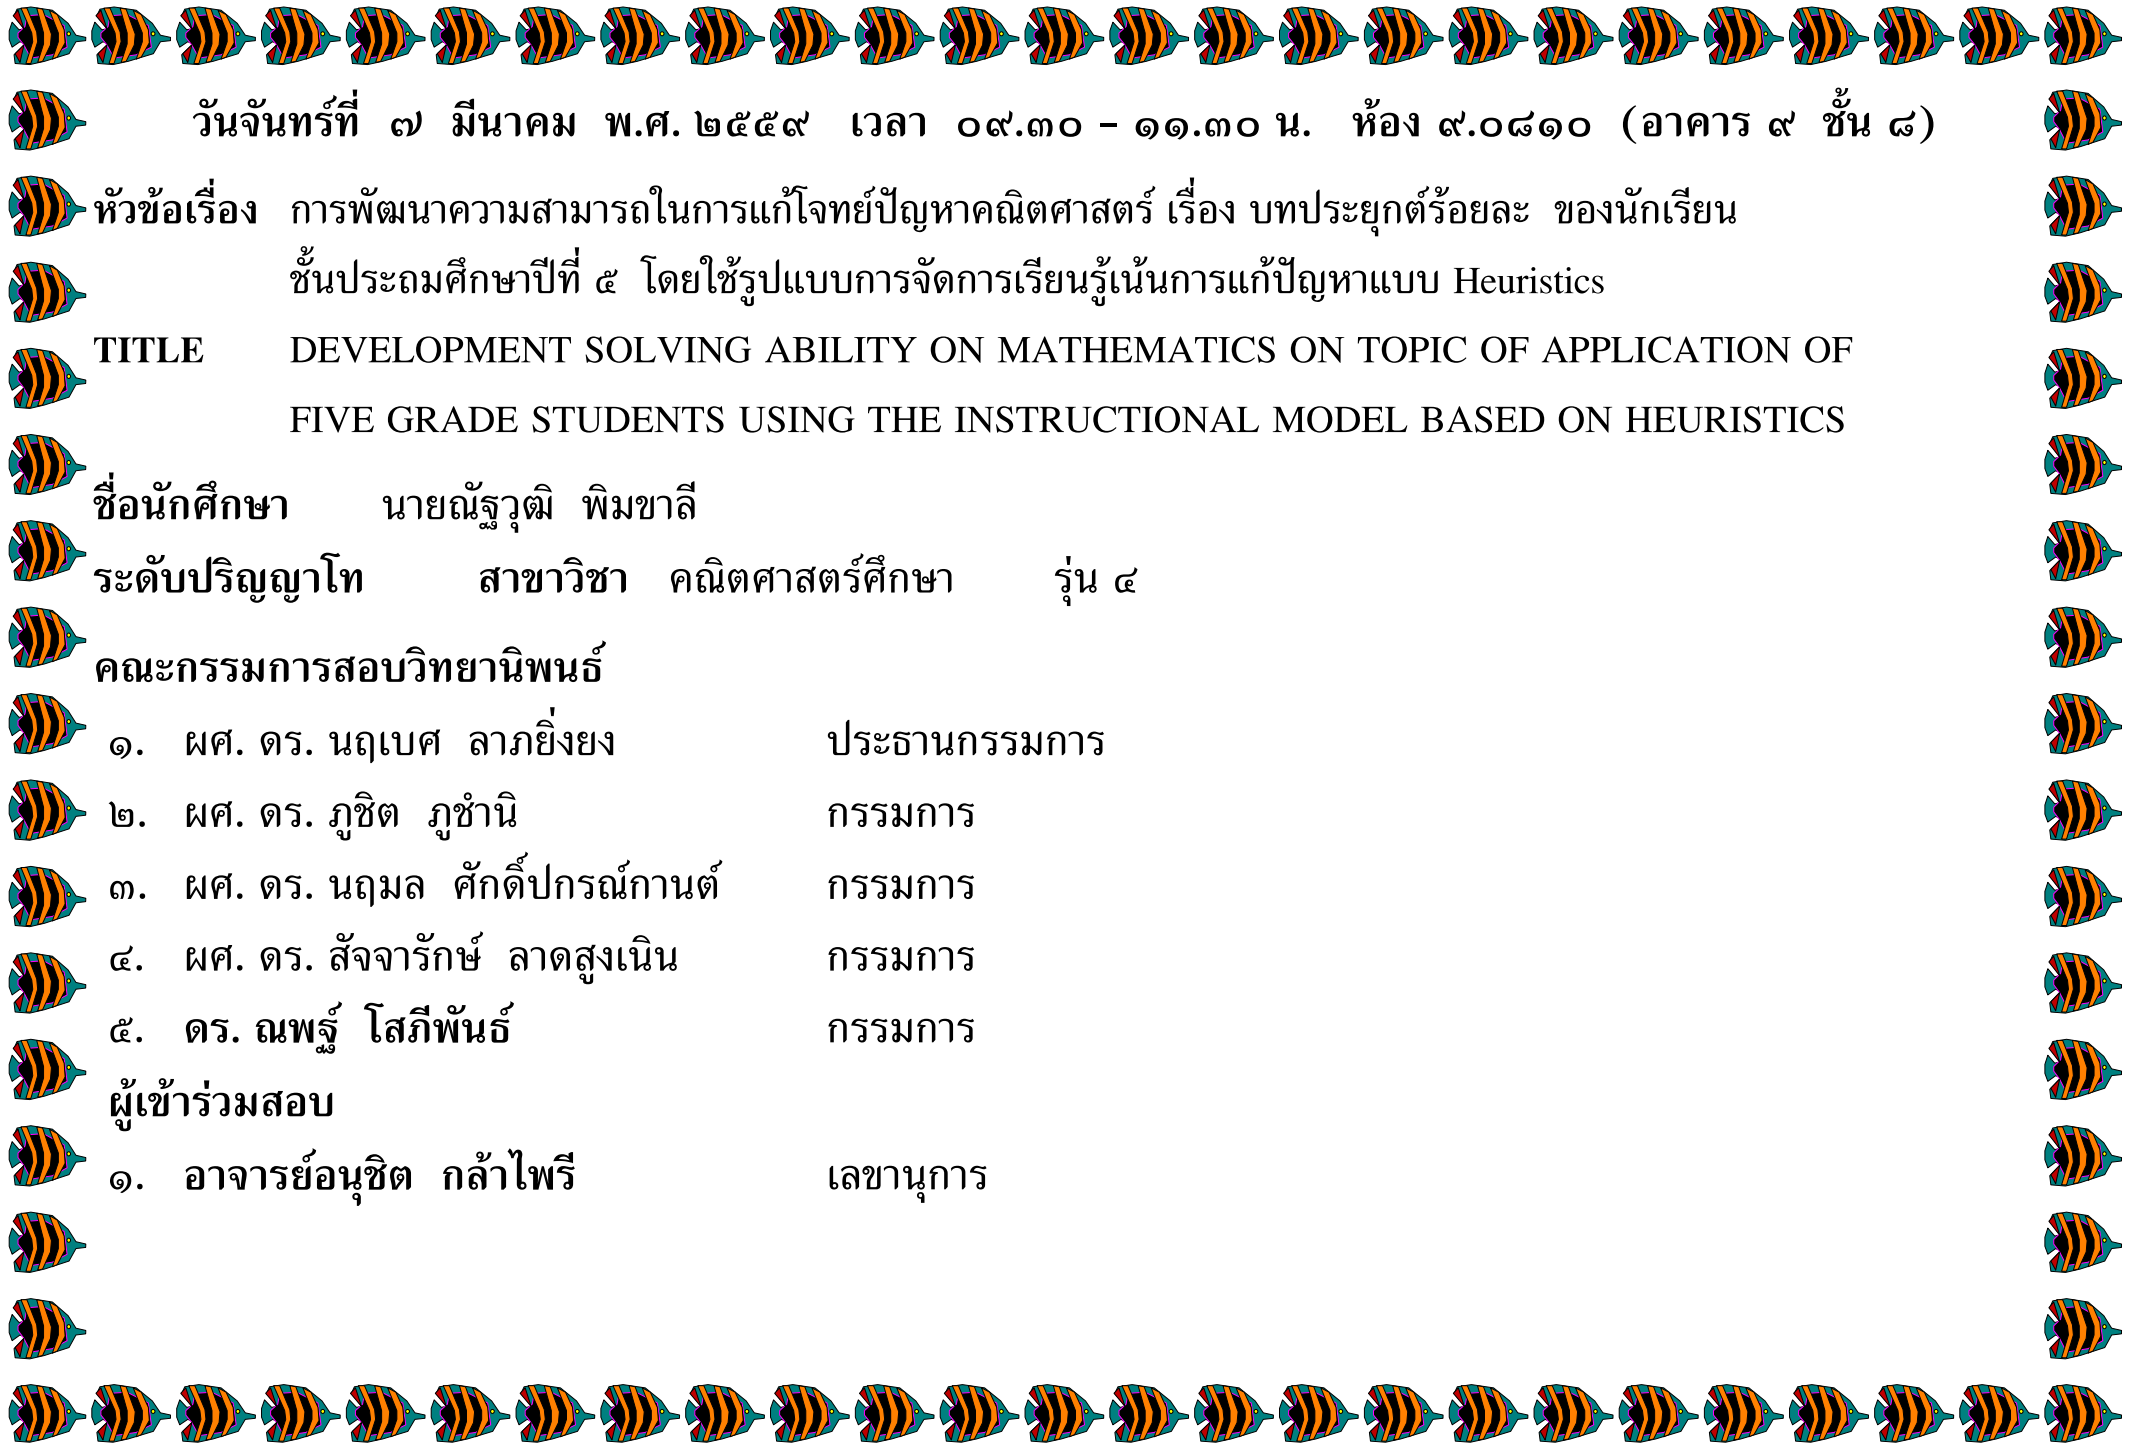 วันจันทร์ที่ ๗ มีนาคม พ.ศ. ๒๕๕๙ เวลา ๐๙.๓๐ – ๑๑.๓๐ น. ห้อง ๙.๐๘๑๐ (อาคาร ๙ ชั้น ๘)
หัวข้อเรื่อง การพัฒนาความสามารถในการแก้โจทย์ปัญหาคณิตศาสตร์ เรื่อง บทประยุกต์ร้อยละ ของนักเรียน
ชั้นประถมศึกษาปีที่ ๕ โดยใช้รูปแบบการจัดการเรียนรู้เน้นการแก้ปัญหาแบบ Heuristics
TITLE DEVELOPMENT SOLVING ABILITY ON MATHEMATICS ON TOPIC OF APPLICATION OF
FIVE GRADE STUDENTS USING THE INSTRUCTIONAL MODEL BASED ON HEURISTICS
ชื่อนักศึกษา นายณัฐวุฒิ พิมขาลี
ระดับปริญญาโท สาขาวิชา คณิตศาสตร์ศึกษา รุ่น ๔
คณะกรรมการสอบวิทยานิพนธ์
๑. ผศ. ดร. นฤเบศ ลาภยิ่งยง ประธานกรรมการ
๒. ผศ. ดร. ภูชิต ภูชำนิ กรรมการ
๓. ผศ. ดร. นฤมล ศักดิ์ปกรณ์กานต์ กรรมการ
๔. ผศ. ดร. สัจจารักษ์ ลาดสูงเนิน กรรมการ
๕. ดร. ณพฐ์ โสภีพันธ์ กรรมการ
ผู้เข้าร่วมสอบ
๑. อาจารย์อนุชิต กล้าไพรี เลขานุการ